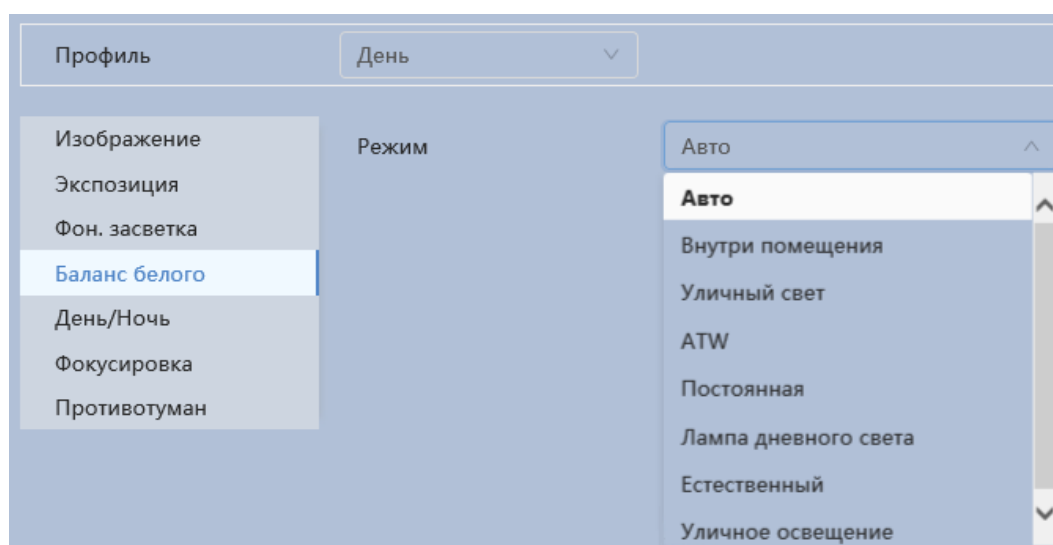 Профиль День
Изображение Режим Авто
Экспозиция Авто
Фон. засветка Внутри помещения
Баланс белого Уличный свет
День/Ночь ATW
Фокусировка Постоянная
Противотуман Лампа дневного света
Естественный
Уличное освещение